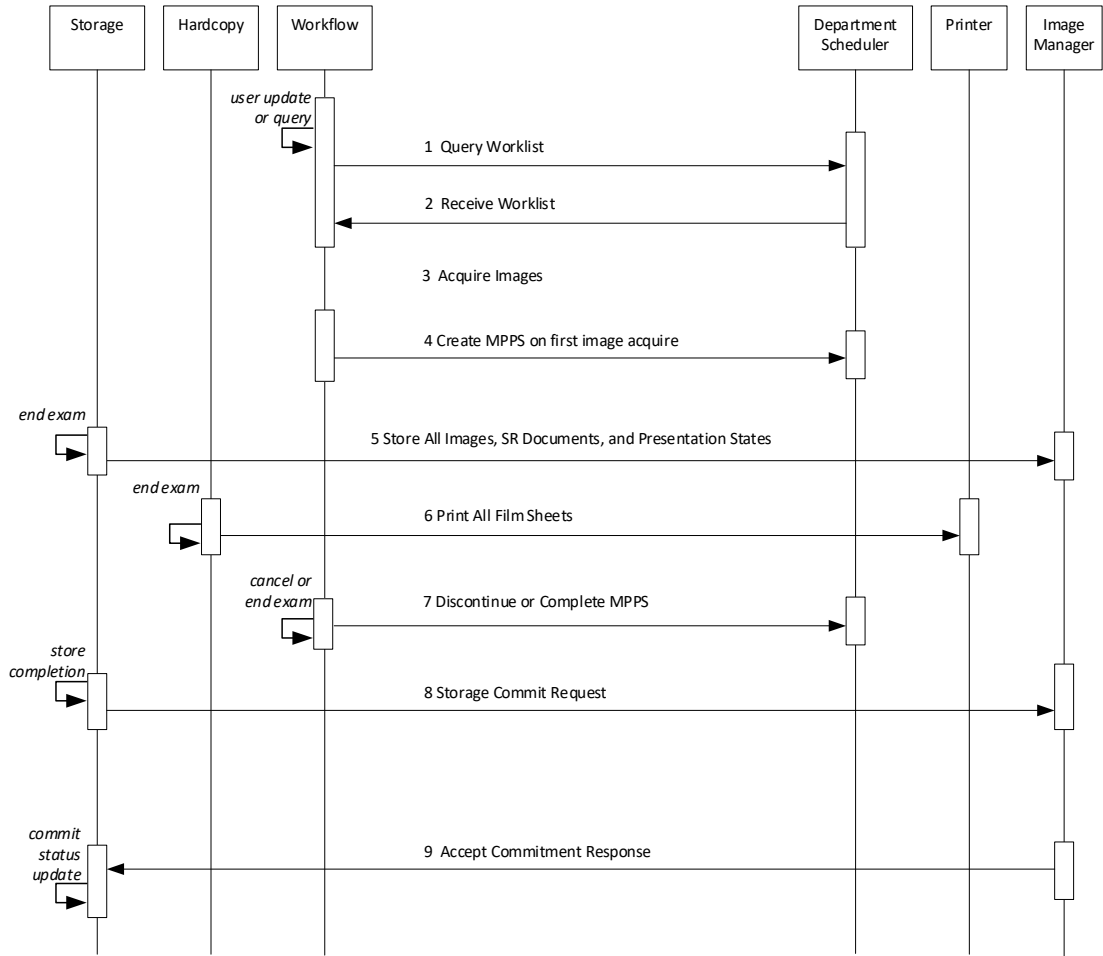 Storage
Hardcopy
Workflow
Department
Scheduler
Printer
Image
Manager
user update
or query
1 Query Worklist
2 Receive Worklist
3 Acquire Images
4 Create MPPS on first image acquire
end exam
5 Store All Images, SR Documents, and Presentation States
end exam
6 Print All Film Sheets
cancel or
end exam
7 Discontinue or Complete MPPS
store
completion
8 Storage Commit Request
commit
status
update
9 Accept Commitment Response